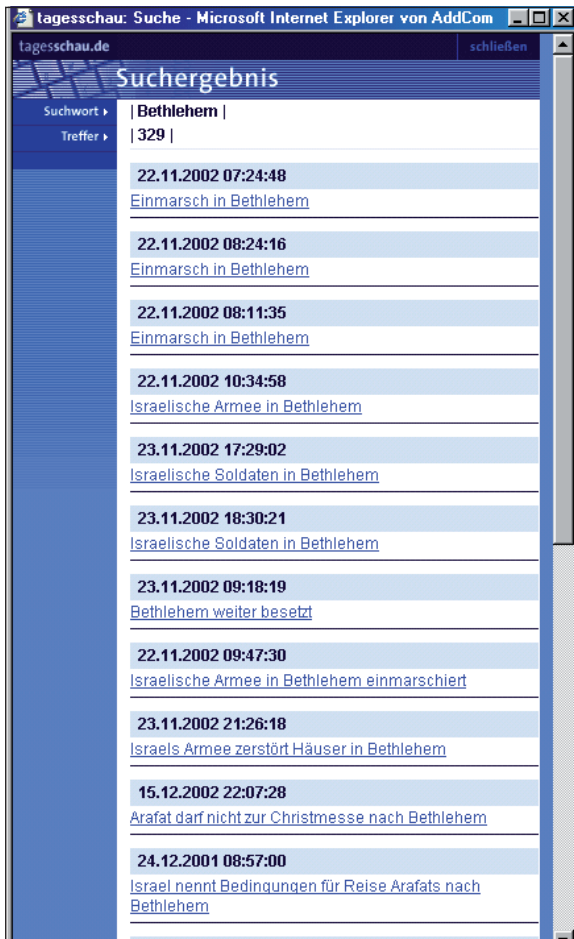 tagesschau: Suche - Microsoft Internet Explorer von AddCom
tagesschau.de
schließen
Suchergebnis
Suchwort
| Bethlehem |
Treffer
| 329 |
22.11.2002 07:24:48
Einmarsch in Bethlehem
22.11.2002 08:24:16
Einmarsch in Bethlehem
22.11.2002 08:11:35
Einmarsch in Bethlehem
22.11.2002 10:34:58
Israelische Armee in Bethlehem
23.11.2002 17:29:02
Israelische Soldaten in Bethlehem
23.11.2002 18:30:21
Israelische Soldaten in Bethlehem
23.11.2002 09:18:19
Bethlehem weiter besetzt
22.11.2002 09:47:30
Israelische Armee in Bethlehem einmarschiert
23.11.2002 21:26:18
Israels Armee zerstört Häuser in Bethlehem
15.12.2002 22:07:28
Arafat darf nicht zur Christmesse nach Bethlehem
24.12.2001 08:57:00
Israel nennt Bedingungen für Reise Arafats nach
Bethlehem